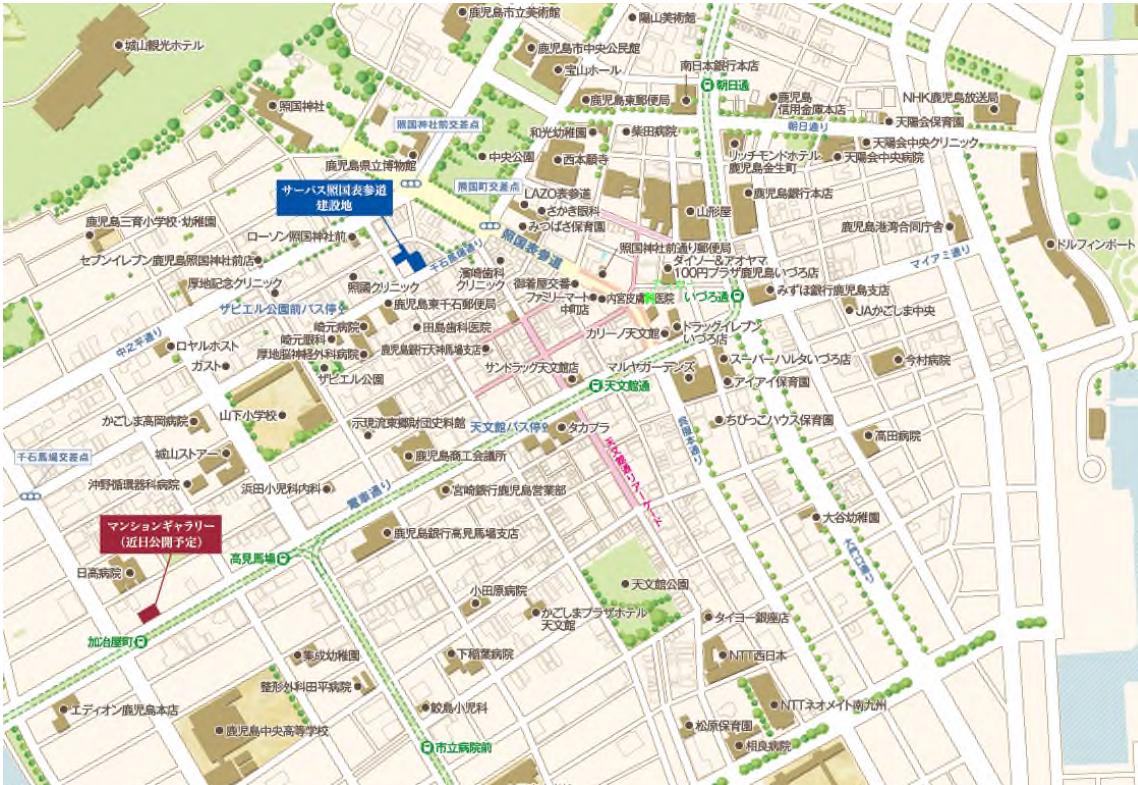 城山観光ホテル
鹿児島市立美術館
陽山美術館
鹿児島市中央公民館
宝山ホール
南日本銀行本店
朝日通
照国神社
鹿児島東郵便局
鹿児島
信用金庫本店
NHK鹿児島放送局
照国神社前交差点
和光幼稚園
柴田病院
朝日通り
天陽会保育園
鹿児島県立博物館
中央公園
西本願寺
リッチモンドホテル
鹿児島金生町
天陽会中央クリニック
天陽会中央病院
サーパス照国表参道
建設地
照国町交差点
LAZO表参道
さかき眼科
みつばさ保育園
山形屋
鹿児島銀行本店
鹿児島三育小学校・幼稚園
ローソン照国神社前
千石馬場通り
照国表参道
照国神社前通り郵便局
鹿児島港湾合同庁舎
ドルフィンポート
セブンイレブン鹿児島照国神社前店
厚地記念クリニック
照國クリニック
濱崎歯科
クリニック
御着屋交番
ファミリーマート
中町店
内宮皮膚科医院
ダイソー&アオヤマ
100円プラザ鹿児島いづろ店
いづろ通
みずほ銀行鹿児島支店
マイアミ通り
ザビエル公園前バス停
鹿児島東千石郵便局
JAかごしま中央
中之平通り
ロヤルホスト
ガスト
崎元病院
崎元眼科
厚地脳神経外科病院
ザビエル公園
田島歯科医院
鹿児島銀行天神馬場支店
カリーノ天文館
ドラッグイレブン
いづろ店
サンドラッグ天文館店
マルヤガーデンズ
スーパーハルタいづろ店
今村病院
天文館通
アイアイ保育園
かごしま高岡病院
山下小学校
示現流東郷財団史料館
天文館バス停
タカプラ
ちびっこハウス保育園
呉服本通り
高田病院
千石馬場交差点
城山ストアー
鹿児島商工会議所
天文館通りアーケード
沖野循環器科病院
浜田小児科内科
電車通り
宮崎銀行鹿児島営業部
大谷幼稚園
マンションギャラリー
(近日公開予定)
鹿児島銀行高見馬場支店
大門口通り
高見馬場
日高病院
小田原病院
天文館公園
かごしまプラザホテル
天文館
タイヨー銀座店
加治屋町
集成幼稚園
下稲葉病院
NTT西日本
整形外科田平病院
エディオン鹿児島本店
鮫島小児科
NTTネオメイト南九州
鹿児島中央高等学校
松原保育園
市立病院前
相良病院